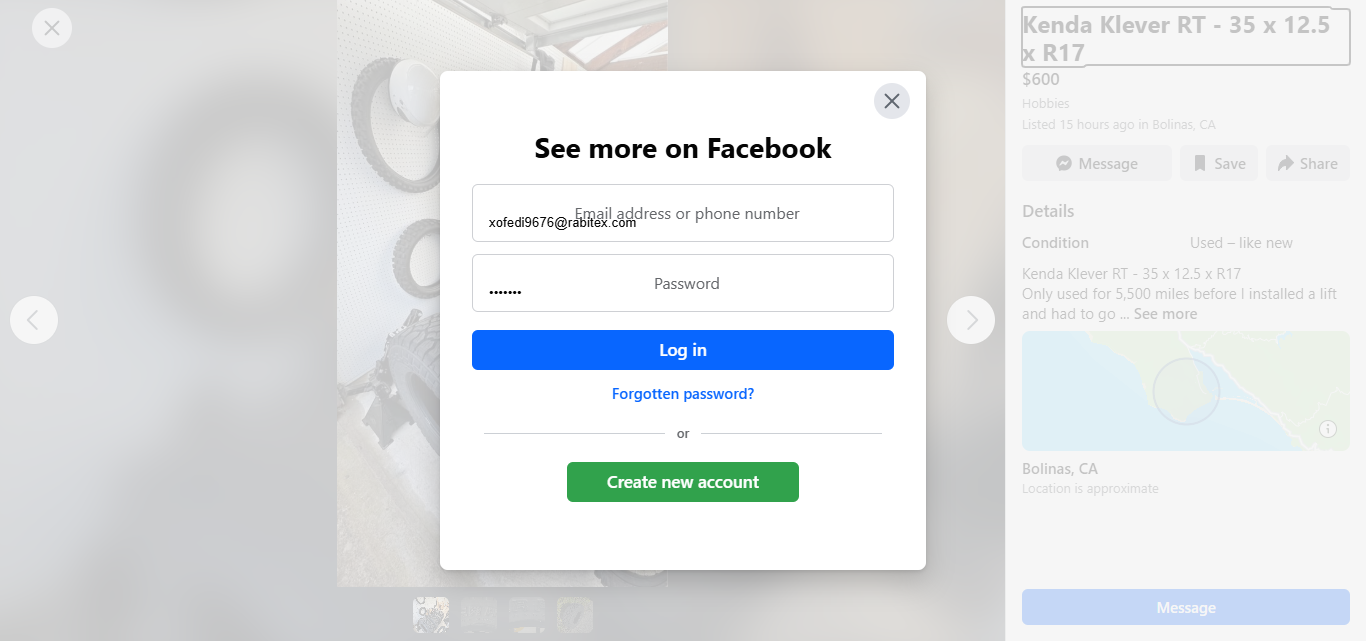 See more on Facebook
Email address or phone number
xofedi9676@rabitex.com
Password
•••••••
Log in
Forgotten password?
or
Create new account
Kenda Klever RT - 35 x 12.5
x R17
$600
Hobbies
Listed 15 hours ago in Bolinas, CA
Message
Save
Share
Details
Condition
Used – like new
Kenda Klever RT - 35 x 12.5 x R17
Only used for 5,500 miles before I installed a lift
and had to go ... See more
Bolinas, CA
Location is approximate
Message